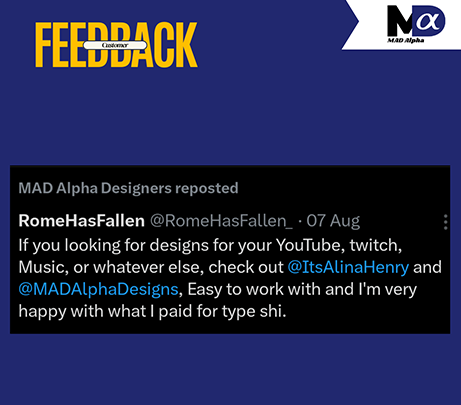 FEEDBACK
Customer
Mα
MAD Alpha
MAD Alpha Designers reposted
RomeHasFallen @RomeHasFallen_ · 07 Aug
If you looking for designs for your YouTube, twitch,
Music, or whatever else, check out @ItsAlinaHenry and
@MADAlphaDesigns, Easy to work with and I'm very
happy with what I paid for type shi.